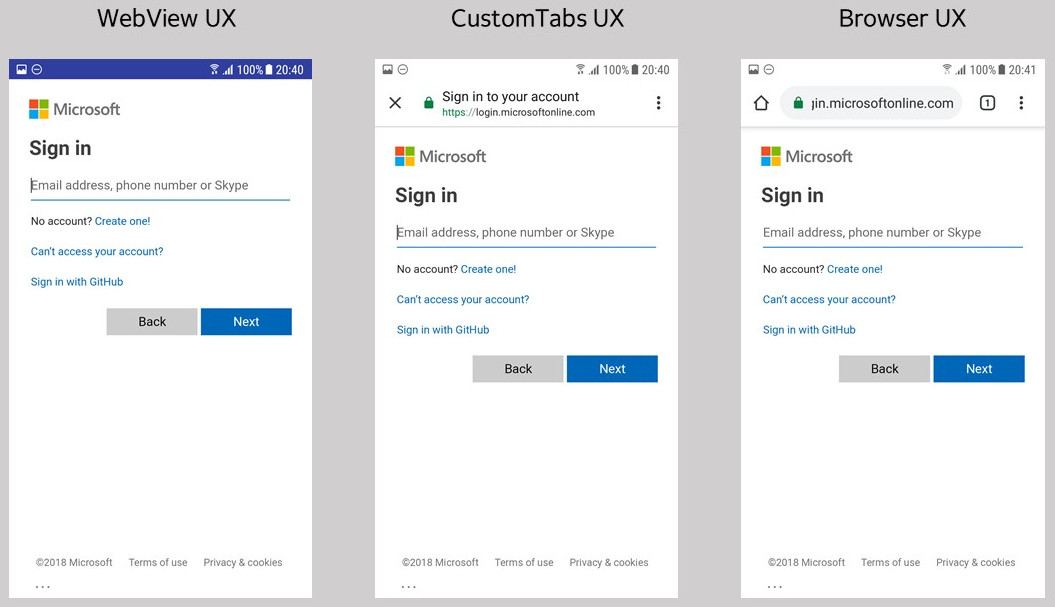 WebView UX
100% 20:40
Microsoft
Sign in
Email address, phone number or Skype
No account? Create one!
Can't access your account?
Sign in with GitHub
Back Next
©2018 Microsoft Terms of use Privacy & cookies
...
CustomTabs UX
100% 20:40
Sign in to your account
https://login.microsoftonline.com
Microsoft
Sign in
Email address, phone number or Skype
No account? Create one!
Can't access your account?
Sign in with GitHub
Back Next
©2018 Microsoft Terms of use Privacy & cookies
...
Browser UX
100% 20:41
gin.microsoftonline.com 1
Microsoft
Sign in
Email address, phone number or Skype
No account? Create one!
Can't access your account?
Sign in with GitHub
Back Next
©2018 Microsoft Terms of use Privacy & cookies
...